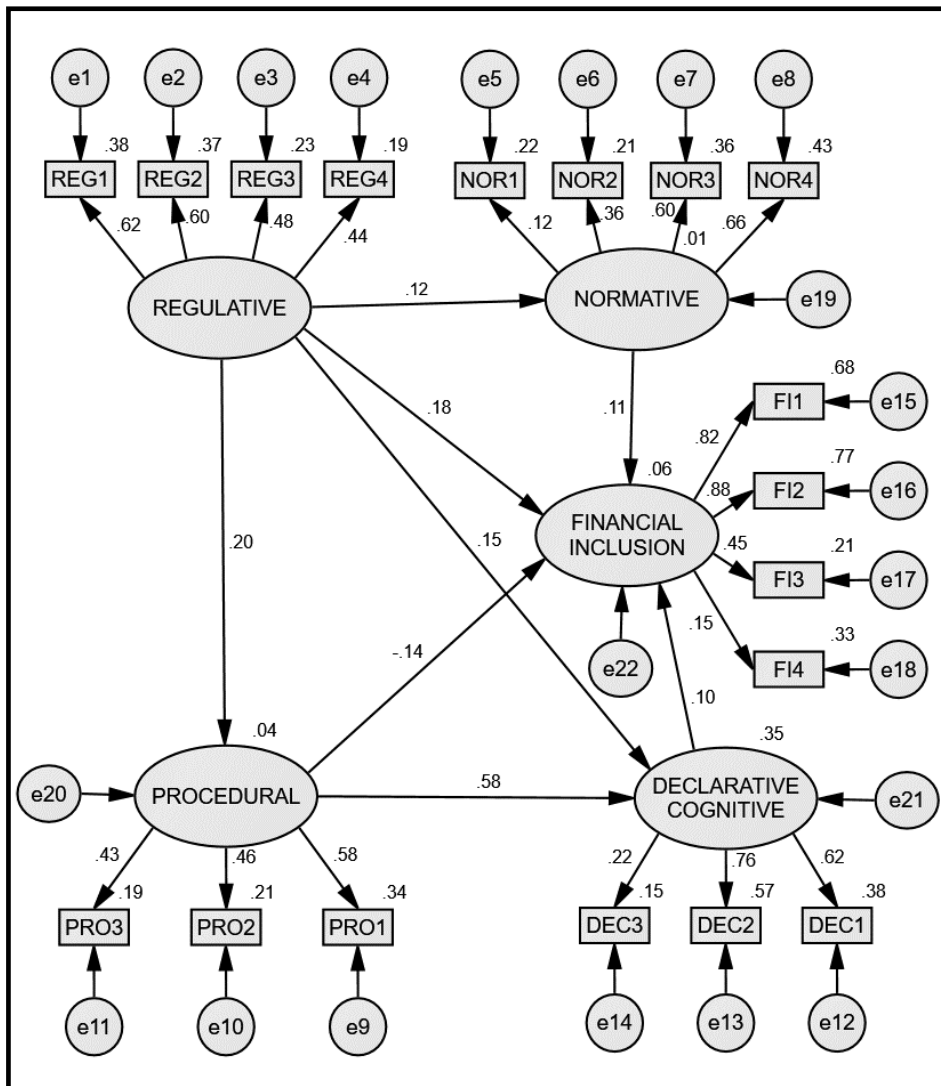 e1 e2 e3 e4 e5 e6 e7 e8
.38 .37 .23 .19 .22 .21 .36 .43
REG1 REG2 REG3 REG4 NOR1 NOR2 NOR3 NOR4
.62 .60 .48 .44 .12 .36 .60 .01 .66
REGULATIVE .12 NORMATIVE e19
.68
FI1 e15
.18 .11 .82
.06 .77
.88 FI2 e16
FINANCIAL
INCLUSION
.20 .15 .45 .21
FI3 e17
-.14 .15 .33
e22 FI4 e18
.10
.04 .35
e20 PROCEDURAL .58 DECLARATIVE
COGNITIVE e21
.43 .46 .58 .22 .76 .62
.19 .21 .34 .15 .57 .38
PRO3 PRO2 PRO1 DEC3 DEC2 DEC1
e11 e10 e9 e14 e13 e12